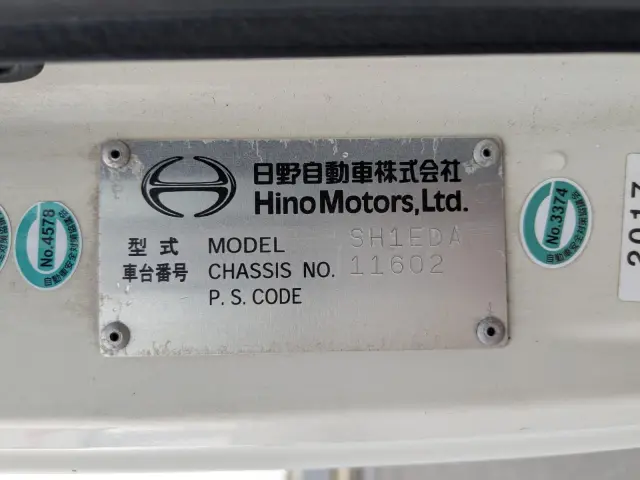 日野自動車株式会社
Hino Motors, Ltd.
型式 MODEL SH1EDA
車台番号 CHASSIS NO. 11602
P.S.CODE
No.4578
No.3374
2017